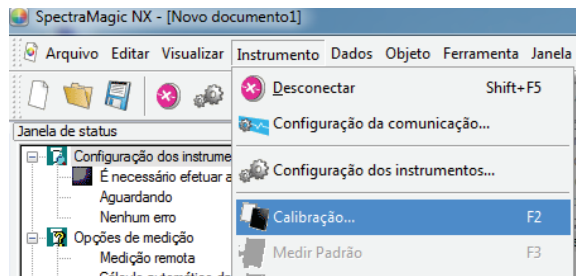 SpectraMagic NX - [Novo documento1]
Arquivo Editar Visualizar Instrumento Dados Objeto Ferramenta Janela
Desconectar Shift+F5
Configuração da comunicação...
Configuração dos instrumentos...
Calibração... F2
Medir Padrão F3
Janela de status
Configuração dos instrume
É necessário efetuar a
Aguardando
Nenhum erro
Opções de medição
Medição remota